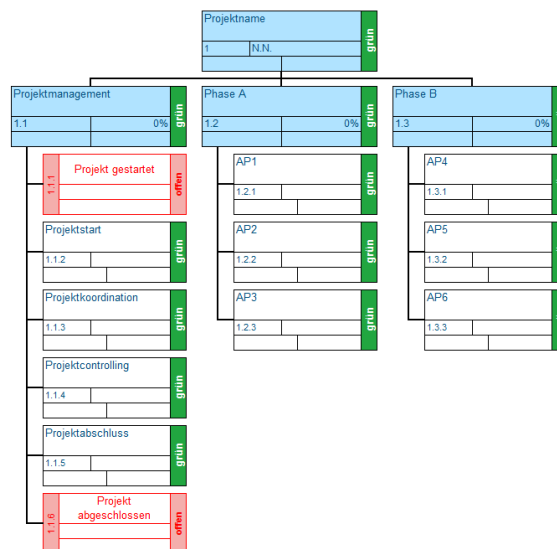 Projektname
grün
1 N.N.
Projektmanagement
grün
1.1 0%
Phase A
grün
1.2 0%
Phase B
grün
1.3 0%
1.1.1
Projekt gestartet
offen
Projektstart
grün
1.1.2
Projektkoordination
grün
1.1.3
Projektcontrolling
grün
1.1.4
Projektabschluss
grün
1.1.5
1.1.6
Projekt
abgeschlossen
offen
AP1
grün
1.2.1
AP2
grün
1.2.2
AP3
grün
1.2.3
AP4
grün
1.3.1
AP5
grün
1.3.2
AP6
grün
1.3.3